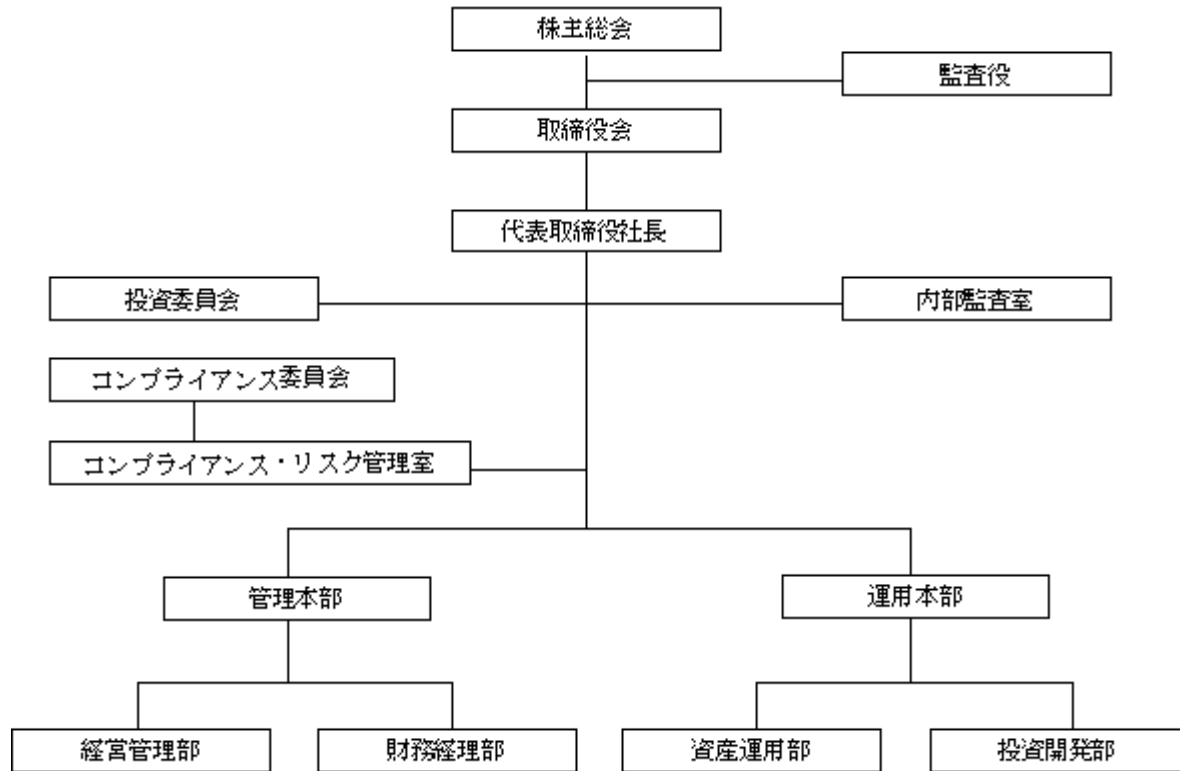 株主総会
監査役
取締役会
代表取締役社長
投資委員会
内部監査室
コンプライアンス委員会
コンプライアンス・リスク管理室
管理本部
運用本部
経営管理部
財務経理部
資産運用部
投資開発部